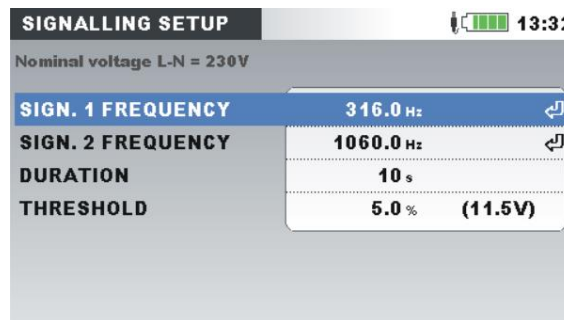 SIGNALLING SETUP 13:32
Nominal voltage L-N = 230V
SIGN. 1 FREQUENCY 316.0 Hz
SIGN. 2 FREQUENCY 1060.0 Hz
DURATION 10 s
THRESHOLD 5.0 % (11.5V)